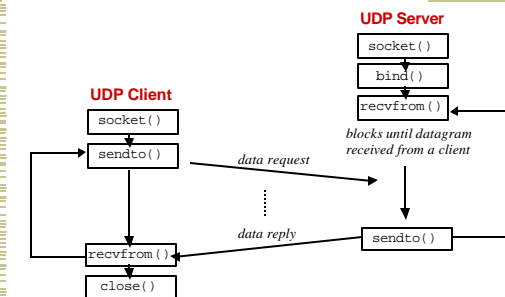 UDP Server
socket()
bind()
recvfrom()
blocks until datagram
received from a client
UDP Client
socket()
sendto()
data request
data reply
sendto()
recvfrom()
close()